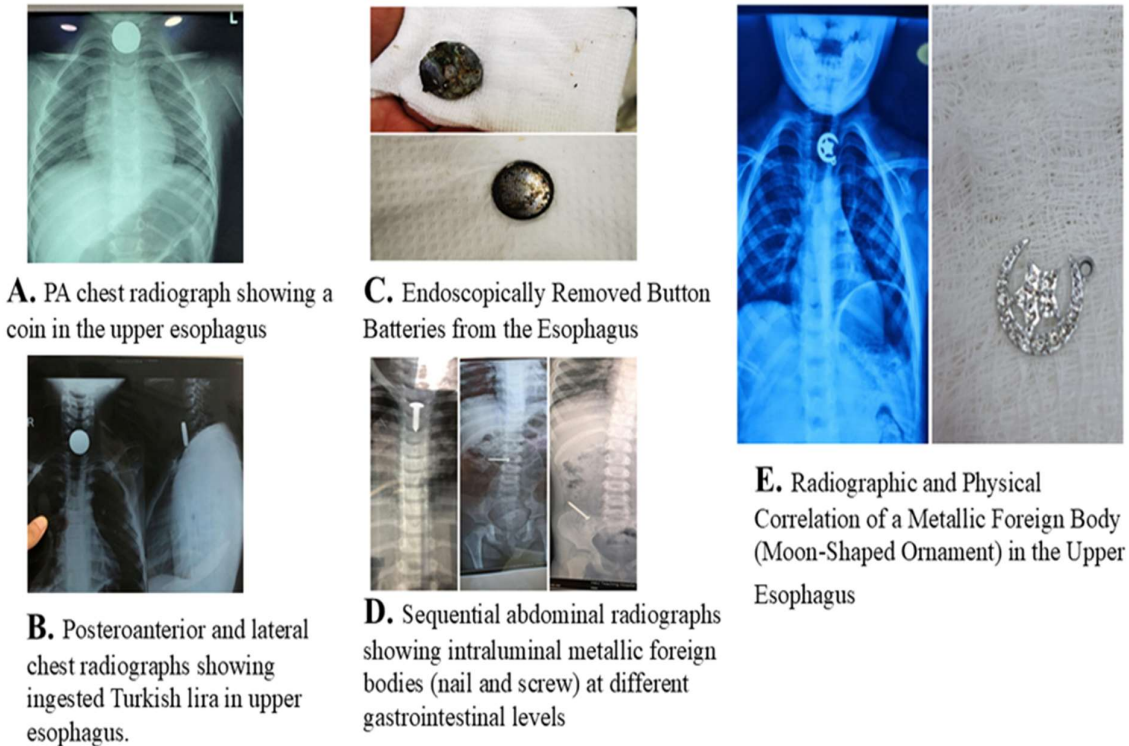 L
A. PA chest radiograph showing a
coin in the upper esophagus
R
B. Posteroanterior and lateral
chest radiographs showing
ingested Turkish lira in upper
esophagus.
C. Endoscopically Removed Button
Batteries from the Esophagus
D. Sequential abdominal radiographs
showing intraluminal metallic foreign
bodies (nail and screw) at different
gastrointestinal levels
E. Radiographic and Physical
Correlation of a Metallic Foreign Body
(Moon-Shaped Ornament) in the Upper
Esophagus